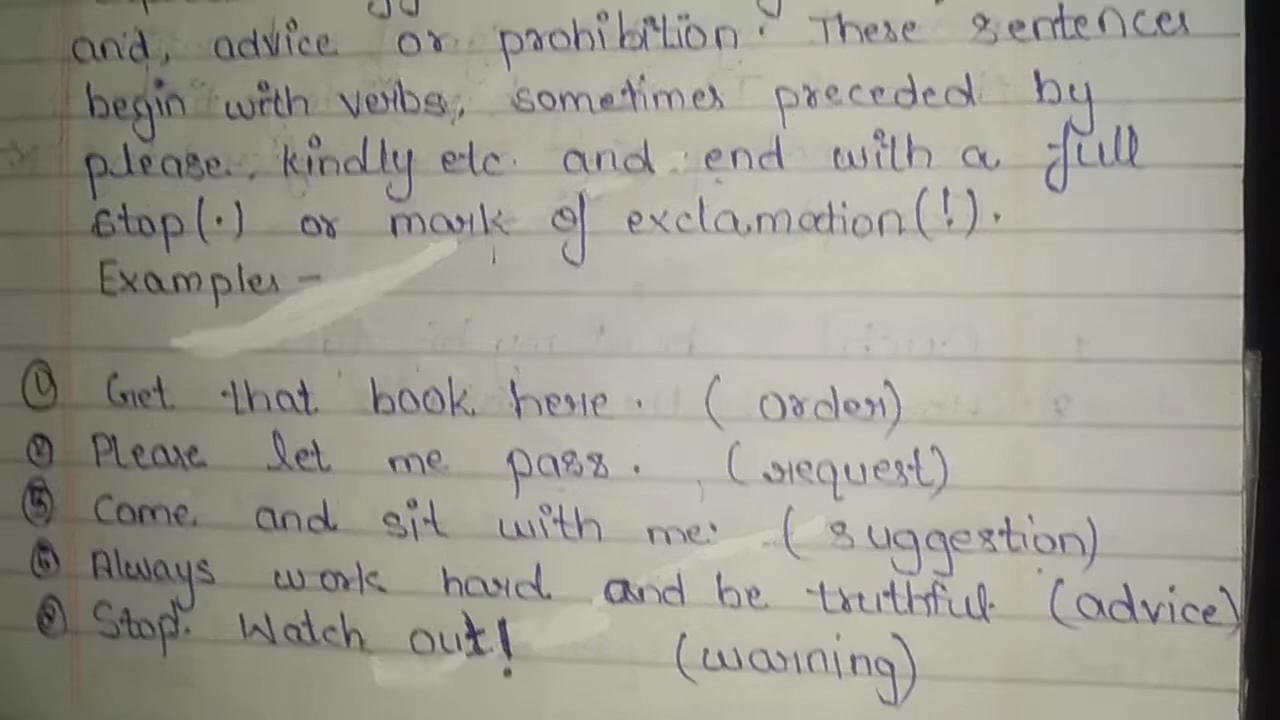 and, advice or prohibition. These sentences
begin with verbs, sometimes preceded by
please, kindly etc. and end with a full
stop(.) or mark of exclamation(!).
Examples -
① Get that book here. (order)
② Please let me pass. (request)
③ Come and sit with me. (suggestion)
Always work hard and be truthful. (advice)
Stop. Watch out! (warning)